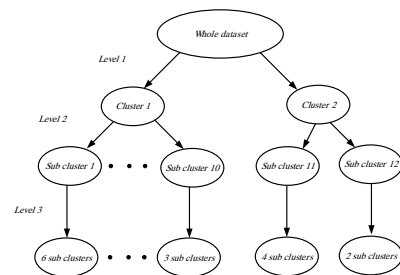 Whole dataset
Level 1
Cluster 1
Cluster 2
Level 2
Sub cluster 1
Sub cluster 10
Sub cluster 11
Sub cluster 12
Level 3
6 sub clusters
3 sub clusters
4 sub clusters
2 sub clusters